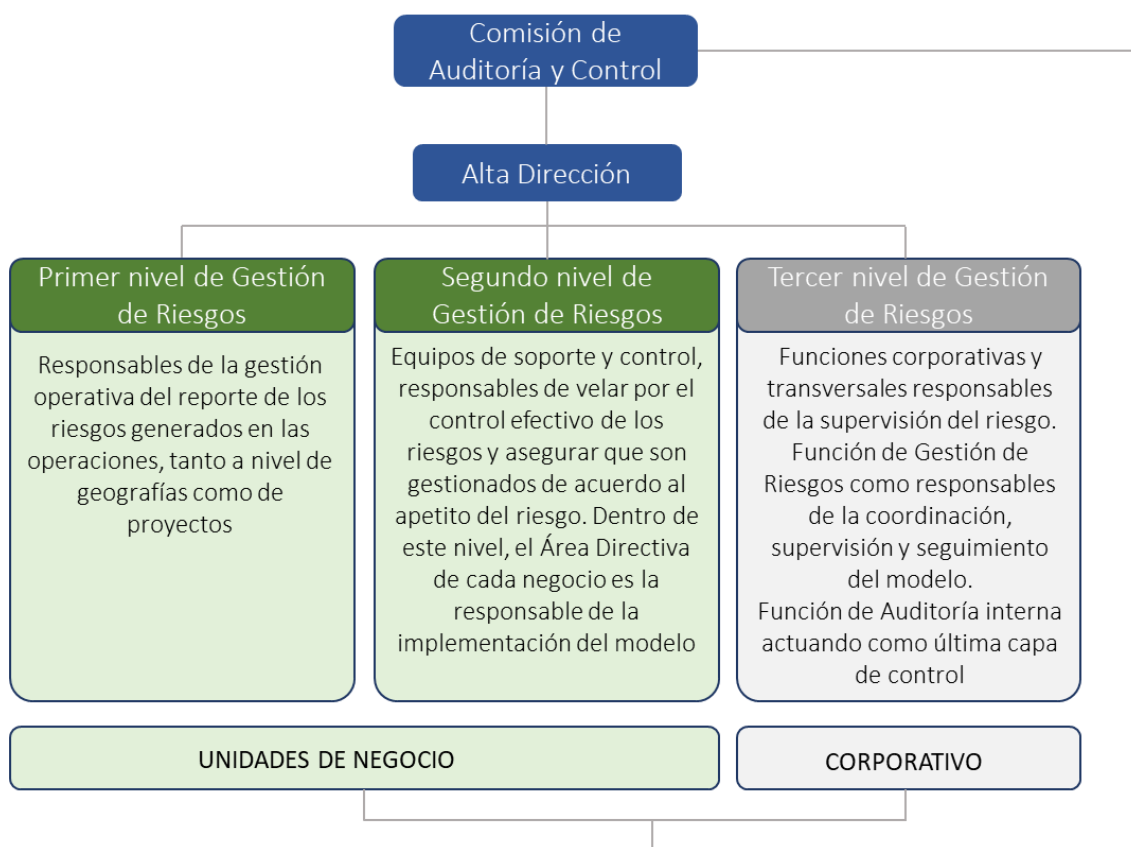 Comisión de
Auditoría y Control
Alta Dirección
Primer nivel de Gestión
de Riesgos
Responsables de la gestión
operativa del reporte de los
riesgos generados en las
operaciones, tanto a nivel de
geografías como de
proyectos
Segundo nivel de
Gestión de Riesgos
Equipos de soporte y control,
responsables de velar por el
control efectivo de los
riesgos y asegurar que son
gestionados de acuerdo al
apetito del riesgo. Dentro de
este nivel, el Área Directiva
de cada negocio es la
responsable de la
implementación del modelo
Tercer nivel de Gestión
de Riesgos
Funciones corporativas y
transversales responsables
de la supervisión del riesgo.
Función de Gestión de
Riesgos como responsables
de la coordinación,
supervisión y seguimiento
del modelo.
Función de Auditoría interna
actuando como última capa
de control
UNIDADES DE NEGOCIO
CORPORATIVO